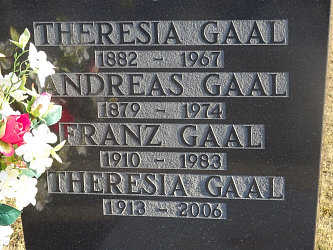 THERESIA GAAL
1882 - 1967
ANDREAS GAAL
1879 - 1974
FRANZ GAAL
1910 - 1983
THERESIA GAAL
1913 - 2006